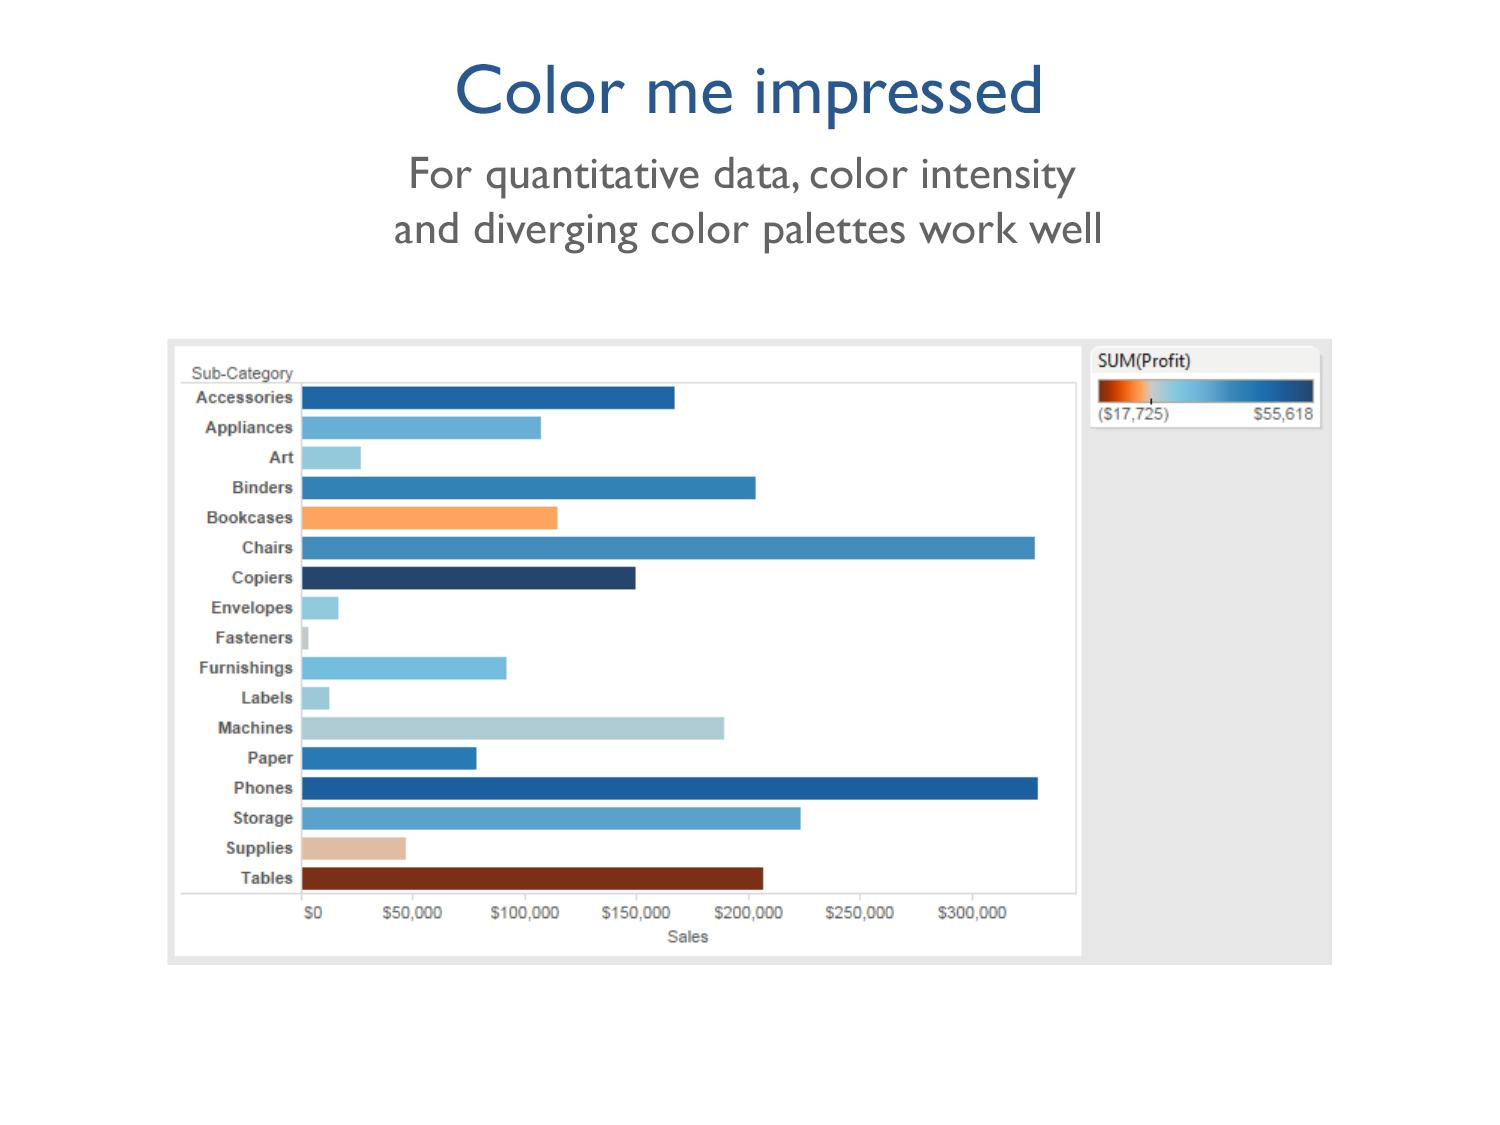 Color me impressed
For quantitative data, color intensity
and diverging color palettes work well
Sub-Category
Accessories
Appliances
Art
Binders
Bookcases
Chairs
Copiers
Envelopes
Fasteners
Furnishings
Labels
Machines
Paper
Phones
Storage
Supplies
Tables
$0 $50,000 $100,000 $150,000 $200,000 $250,000 $300,000
Sales
SUM(Profit)
($17,725) $55,618